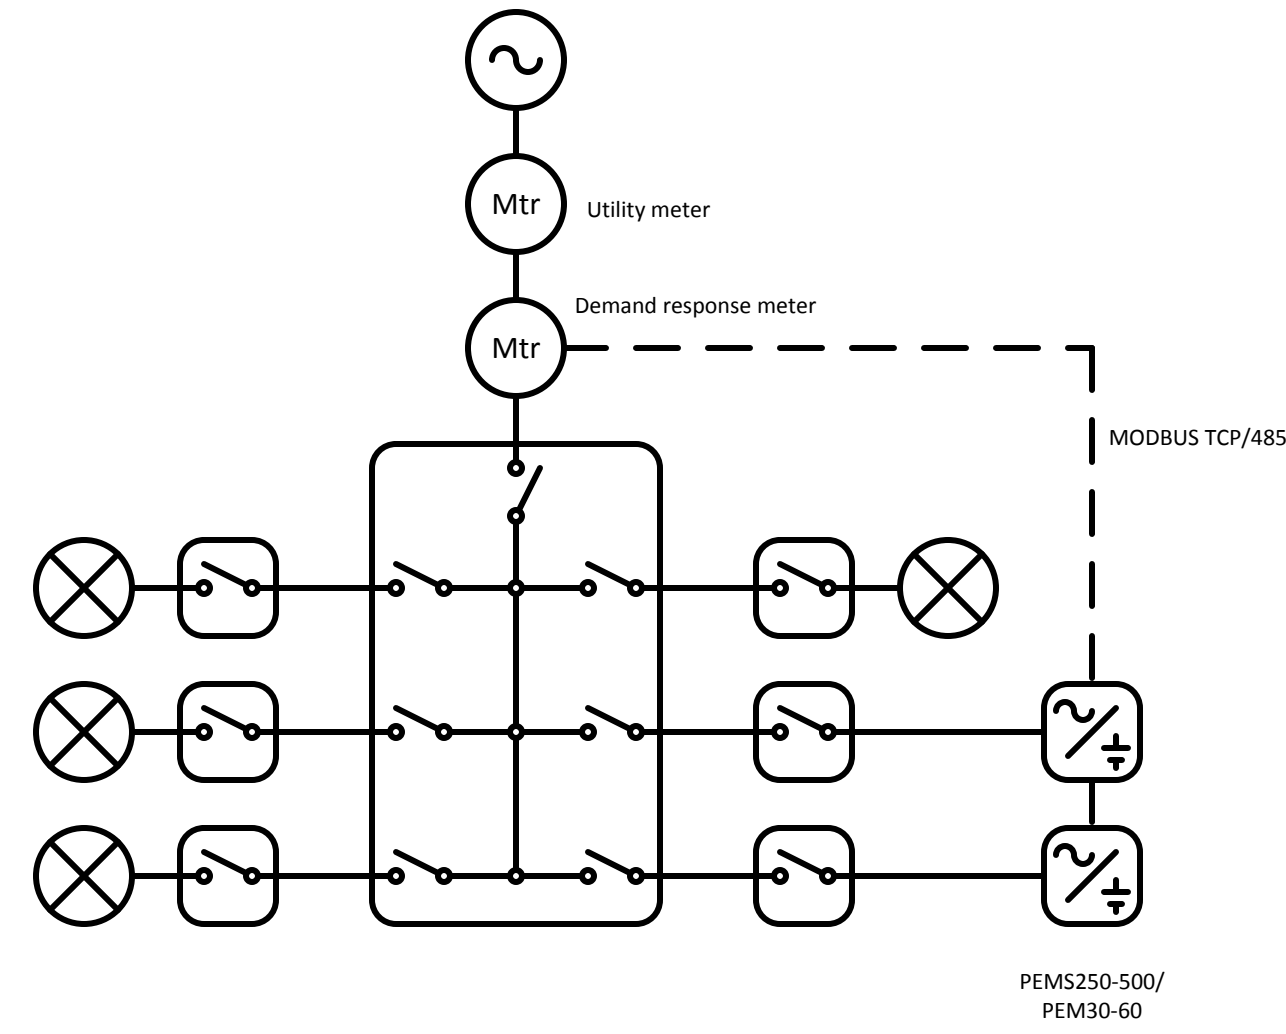 Mtr
Utility meter
Demand response meter
Mtr
MODBUS TCP/485
PEMS250-500/
PEM30-60